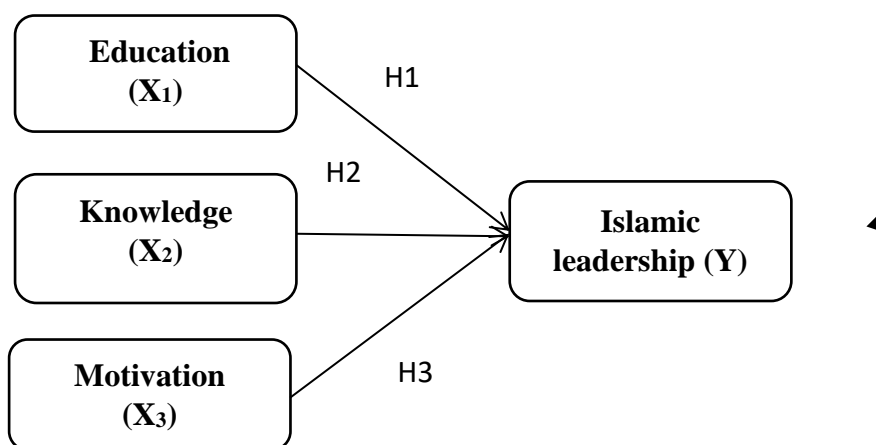 Education
(X₁)
H1
H2
Knowledge
(X₂)
Islamic
leadership (Y)
Motivation
(X₃)
H3